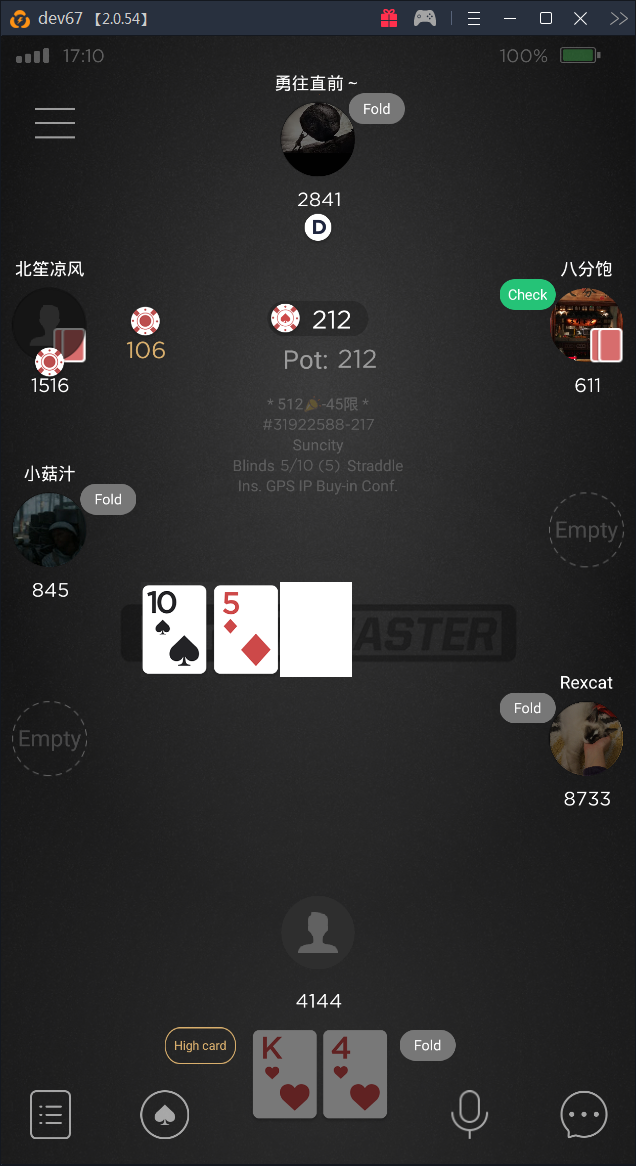 dev67 【2.0.54】
17:10
100%
勇往直前 ~
Fold
2841
D
北笙凉风
八分饱
Check
212
106
Pot: 212
1516
611
* 512 -45限 *
#31922588-217
Suncity
Blinds 5/10 (5) Straddle
Ins. GPS IP Buy-in Conf.
小菇汁
Fold
Empty
845
10
5
ASTER
Rexcat
Fold
Empty
8733
4144
High card
K
4
Fold